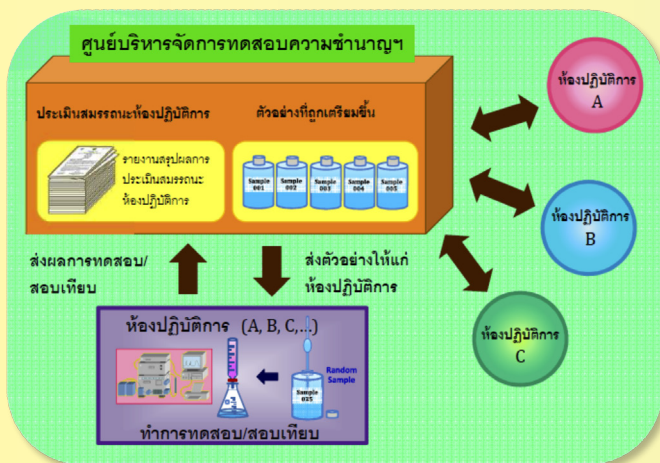 ศูนย์บริหารจัดการทดสอบความชำนาญฯ
ประเมินสมรรถนะห้องปฏิบัติการ
ตัวอย่างที่ถูกเตรียมขึ้น
รายงานสรุปผลการ
ประเมินสมรรถนะ
ห้องปฏิบัติการ
Sample
001
Sample
002
Sample
003
Sample
004
Sample
005
ห้องปฏิบัติการ
A
ห้องปฏิบัติการ
B
ห้องปฏิบัติการ
C
ส่งผลการทดสอบ/
สอบเทียบ
ส่งตัวอย่างให้แก่
ห้องปฏิบัติการ
ห้องปฏิบัติการ (A, B, C,...)
Random
Sample
Sample
025
ทำการทดสอบ/สอบเทียบ